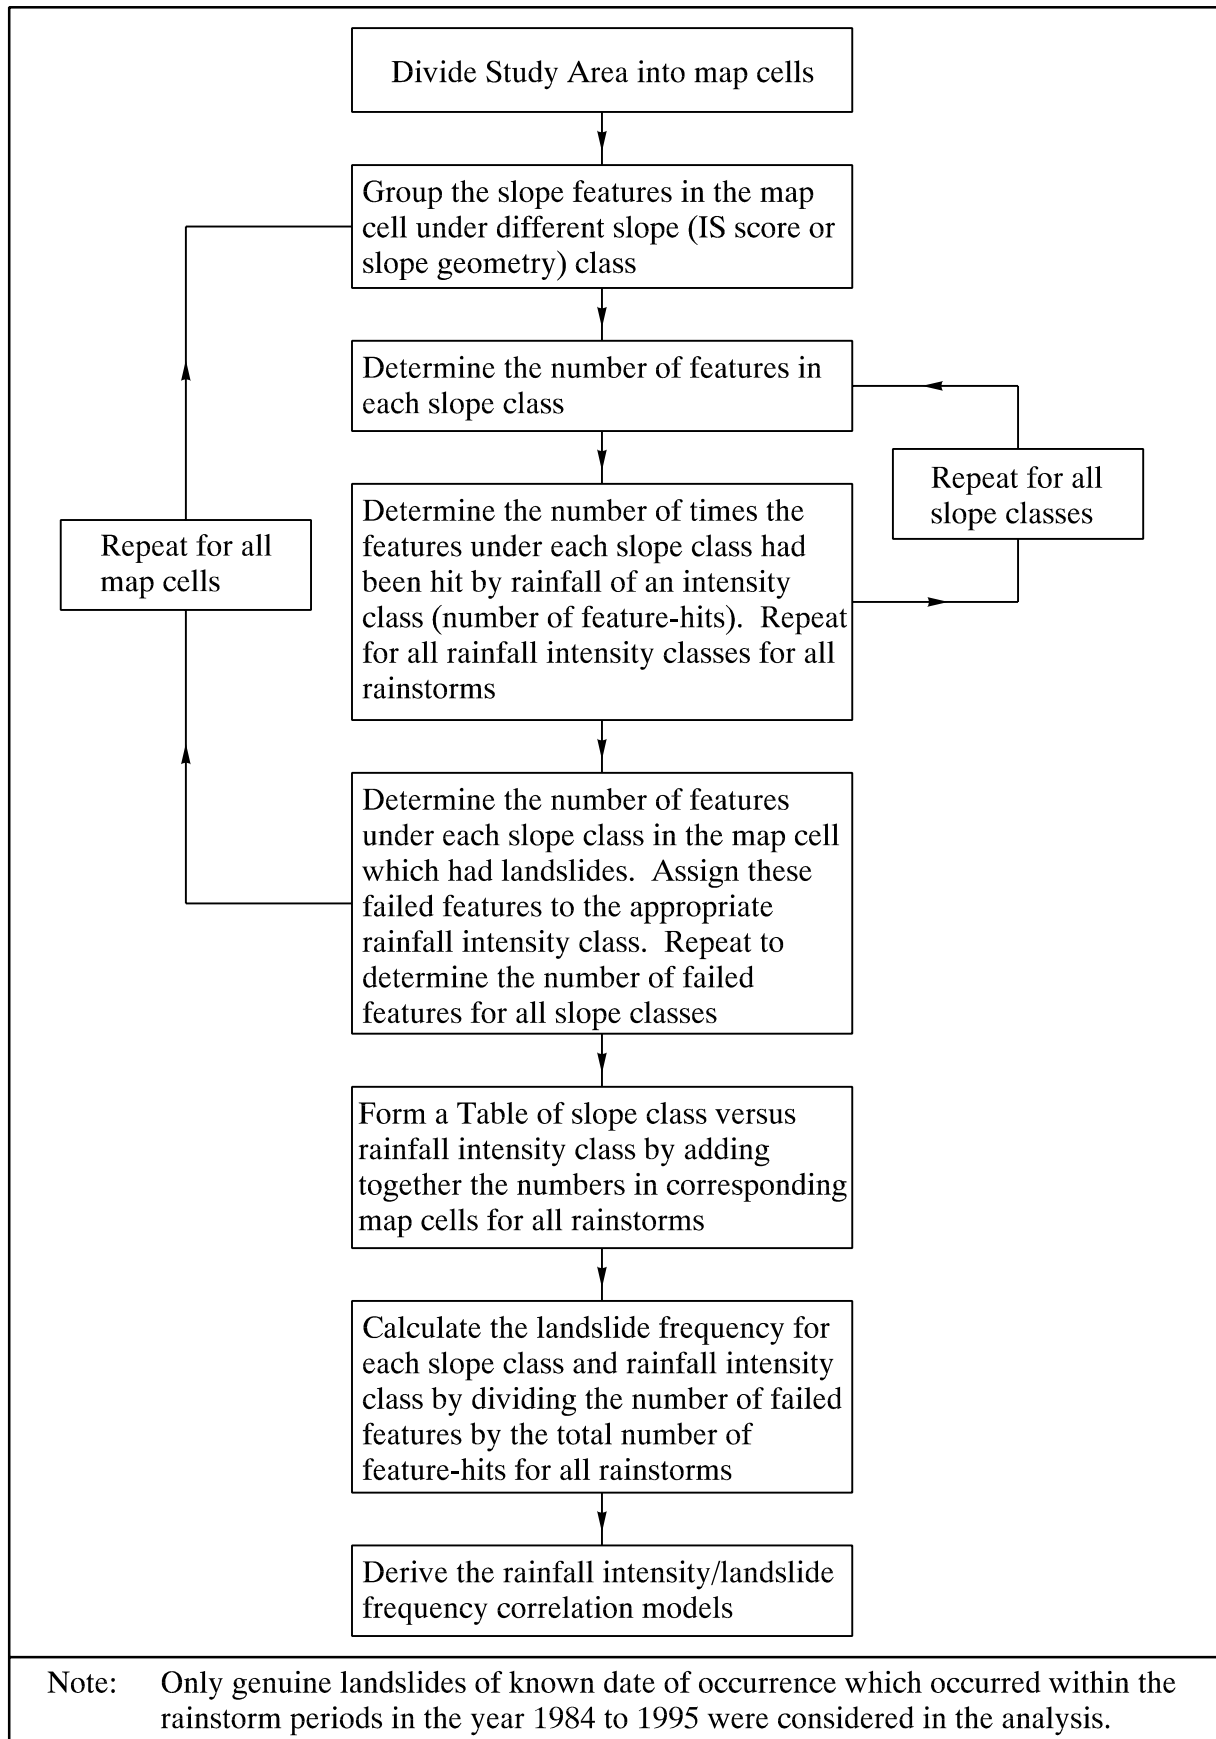 Divide Study Area into map cells
Group the slope features in the map
cell under different slope (IS score or
slope geometry) class
Determine the number of features in
each slope class
Repeat for all
slope classes
Determine the number of times the
features under each slope class had
been hit by rainfall of an intensity
class (number of feature-hits).  Repeat
for all rainfall intensity classes for all
rainstorms
Repeat for all
map cells
Determine the number of features
under each slope class in the map cell
which had landslides.  Assign these
failed features to the appropriate
rainfall intensity class.  Repeat to
determine the number of failed
features for all slope classes
Form a Table of slope class versus
rainfall intensity class by adding
together the numbers in corresponding
map cells for all rainstorms
Calculate the landslide frequency for
each slope class and rainfall intensity
class by dividing the number of failed
features by the total number of
feature-hits for all rainstorms
Derive the rainfall intensity/landslide
frequency correlation models
Note: Only genuine landslides of known date of occurrence which occurred within the
rainstorm periods in the year 1984 to 1995 were considered in the analysis.